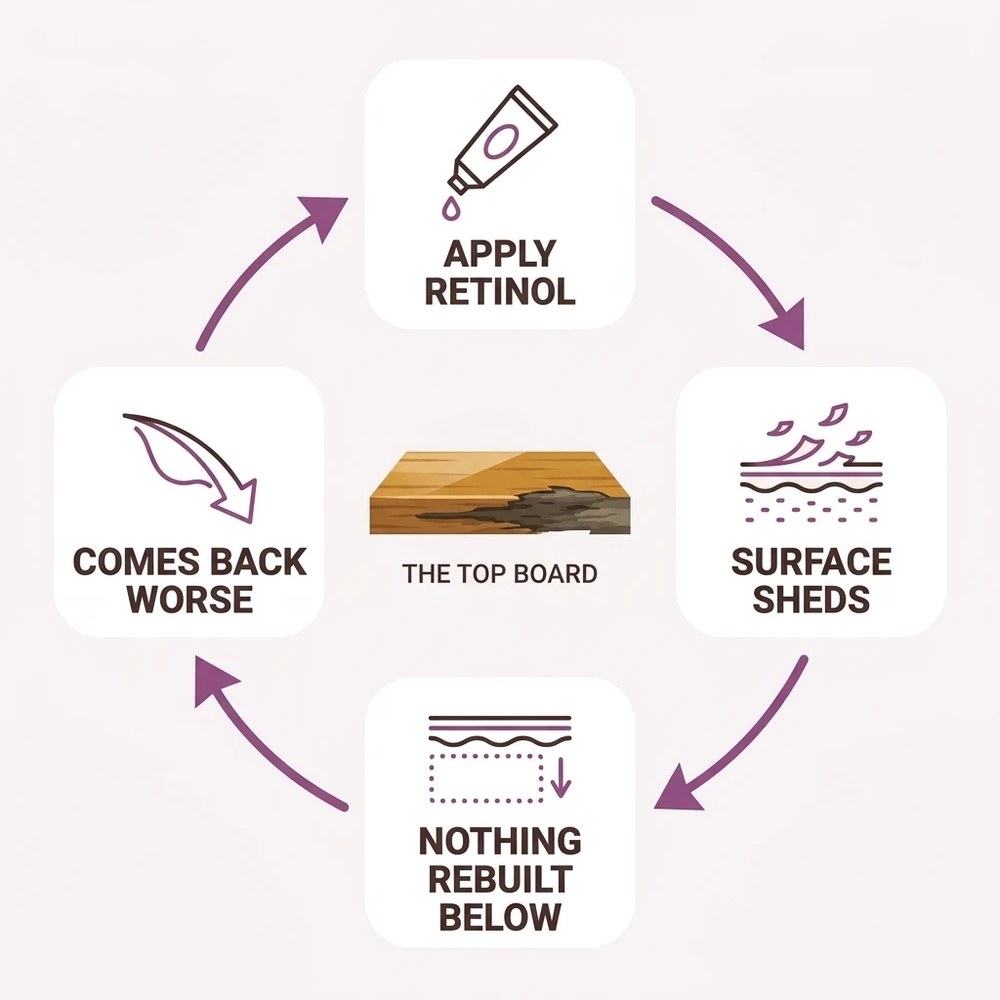 APPLY
RETINOL
SURFACE
SHEDS
NOTHING
REBUILT
BELOW
COMES BACK
WORSE
THE TOP BOARD